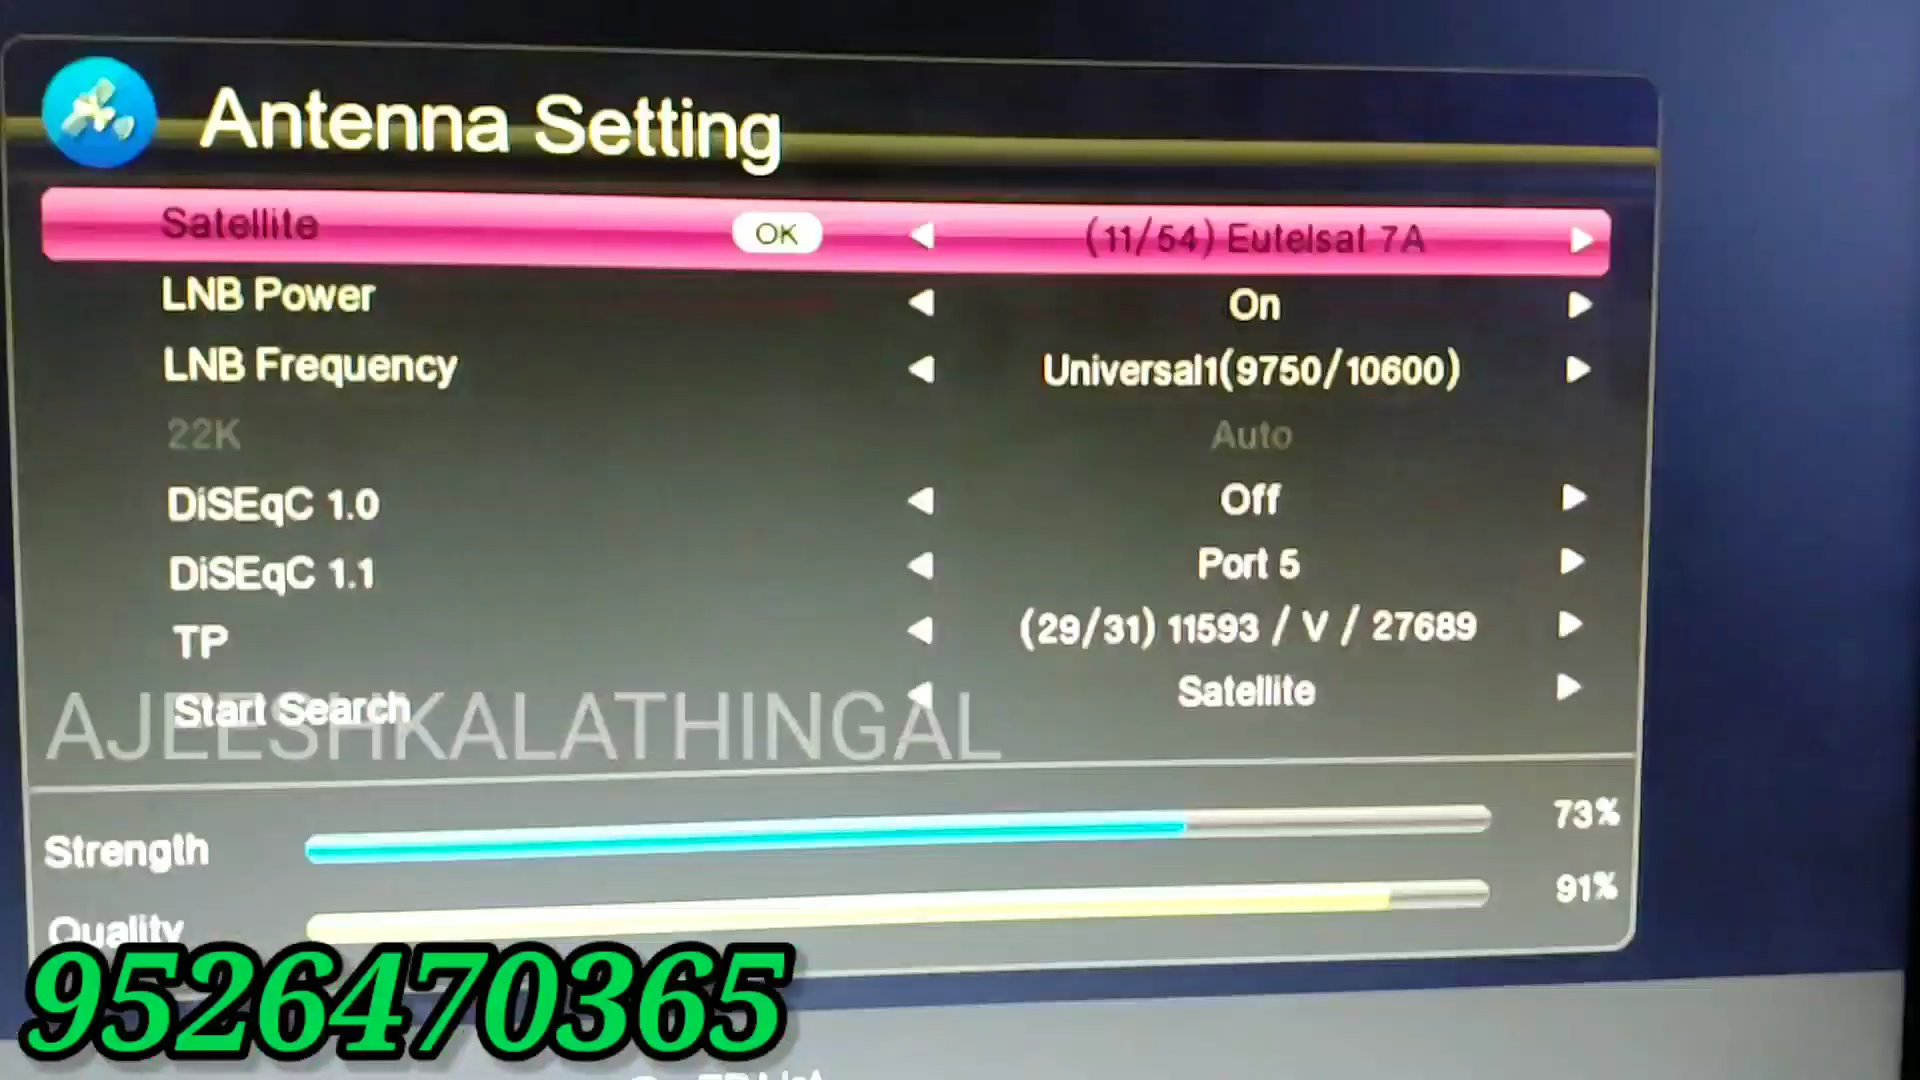 Antenna Setting
Satellite OK (11/54) Eutelsat 7A
LNB Power On
LNB Frequency Universal1(9750/10600)
22K Auto
DiSEqC 1.0 Off
DiSEqC 1.1 Port 5
TP (29/31) 11593 / V / 27689
Start Search Satellite
AJEESHKALATHINGAL
Strength 73%
Quality 91%
9526470365